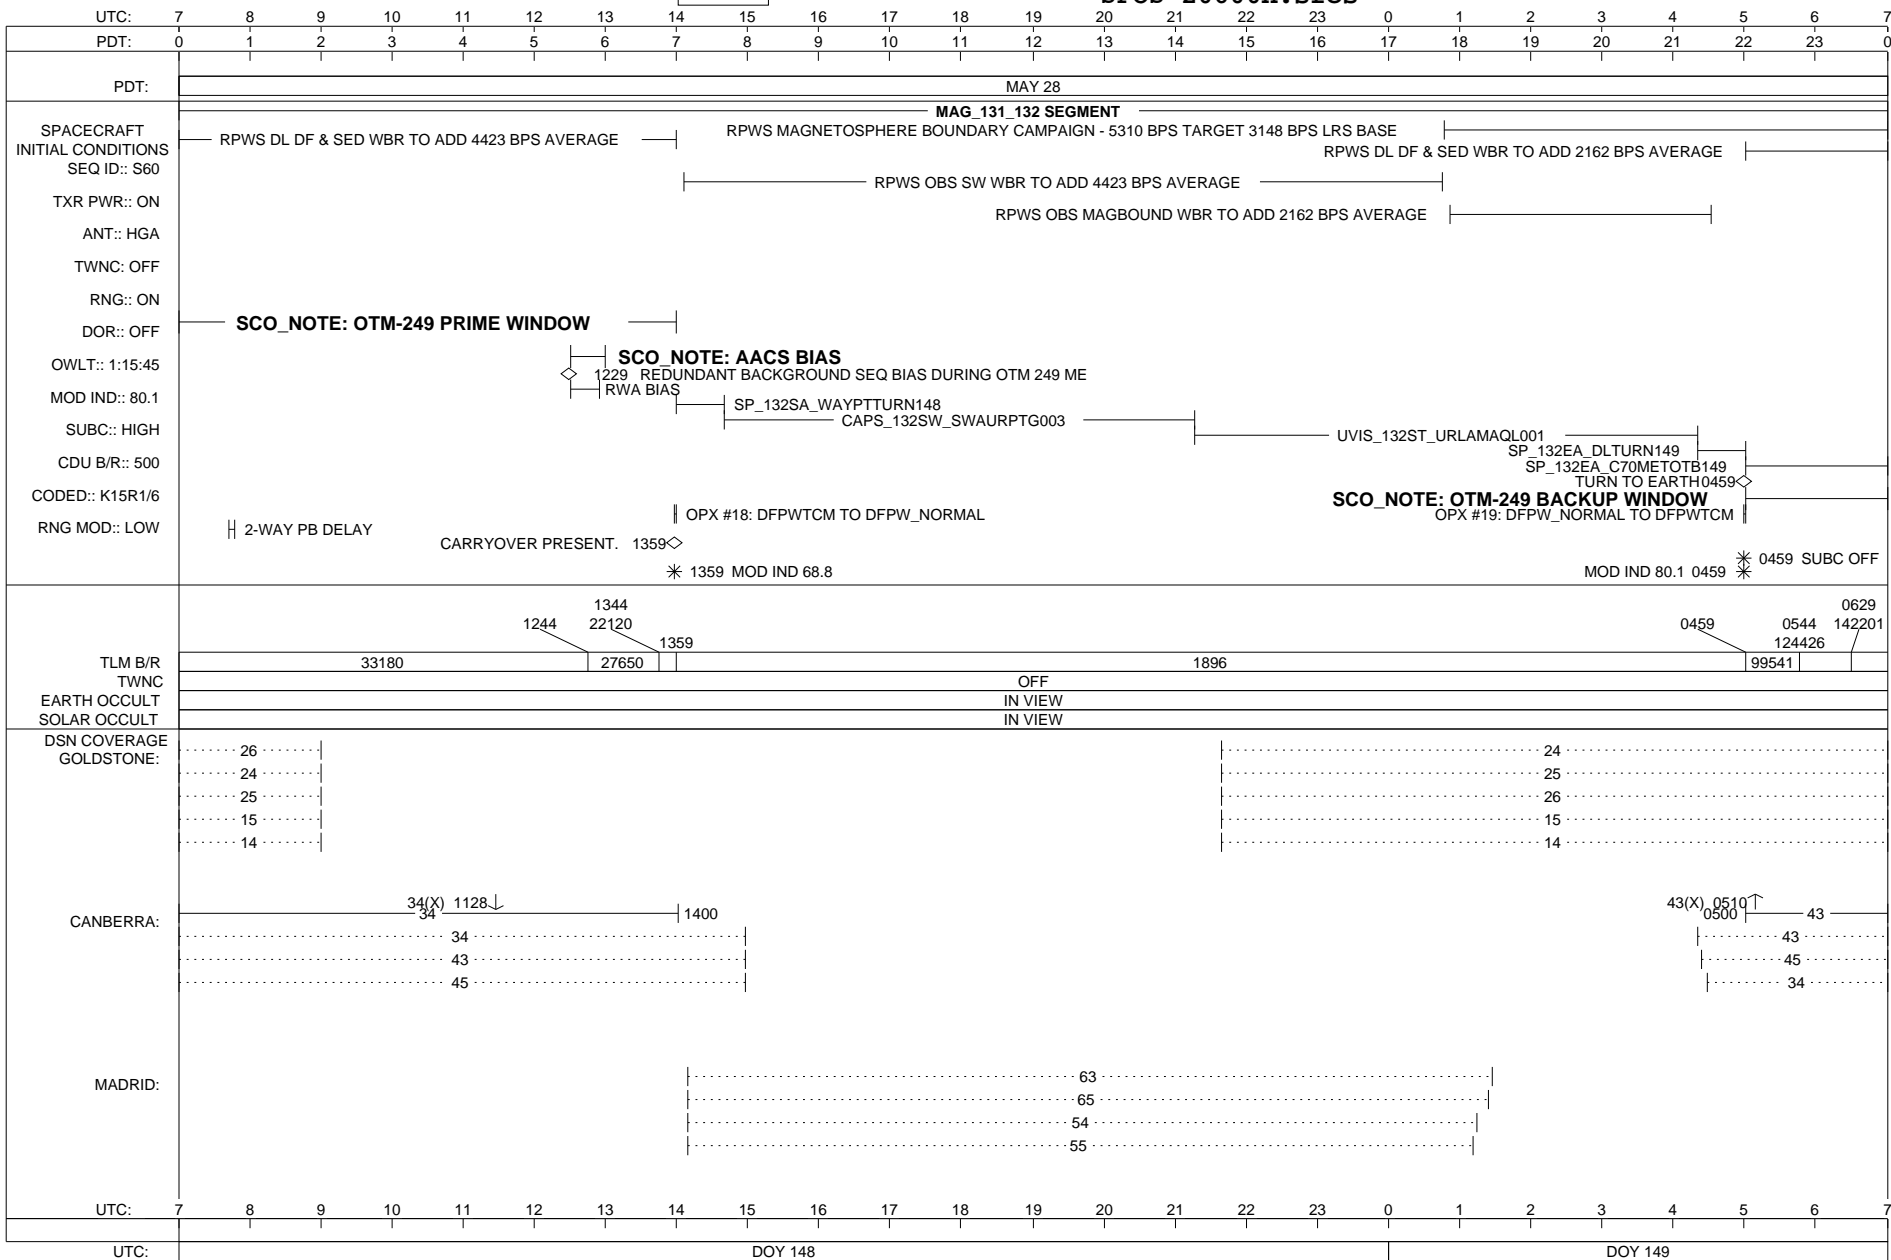 UTC: 7 8 9 10 11 12 13 14 15 16 17 18 19 20 21 22 23 0 1 2 3 4 5 6 7
PDT: 0 1 2 3 4 5 6 7 8 9 10 11 12 13 14 15 16 17 18 19 20 21 22 23 0
PDT: MAY 28
MAG_131_132 SEGMENT
SPACECRAFT
INITIAL CONDITIONS
SEQ ID:: S60
TXR PWR:: ON
ANT:: HGA
TWNC: OFF
RNG:: ON
DOR:: OFF
OWLT:: 1:15:45
MOD IND:: 80.1
SUBC:: HIGH
CDU B/R:: 500
CODED:: K15R1/6
RNG MOD:: LOW
RPWS MAGNETOSPHERE BOUNDARY CAMPAIGN - 5310 BPS TARGET 3148 BPS LRS BASE
RPWS DL DF & SED WBR TO ADD 4423 BPS AVERAGE
RPWS DL DF & SED WBR TO ADD 2162 BPS AVERAGE
RPWS OBS SW WBR TO ADD 4423 BPS AVERAGE
RPWS OBS MAGBOUND WBR TO ADD 2162 BPS AVERAGE
SCO_NOTE: OTM-249 PRIME WINDOW
SCO_NOTE: AACS BIAS
1229 REDUNDANT BACKGROUND SEQ BIAS DURING OTM 249 ME
RWA BIAS
SP_132SA_WAYPTTURN148
CAPS_132SW_SWAURPTG003
UVIS_132ST_URLAMAQL001
SP_132EA_DLTURN149
SP_132EA_C70METOTB149
TURN TO EARTH 0459
SCO_NOTE: OTM-249 BACKUP WINDOW
OPX #18: DFPWTCM TO DFPW_NORMAL
OPX #19: DFPW_NORMAL TO DFPWTCM
2-WAY PB DELAY
CARRYOVER PRESENT. 1359
0459 SUBC OFF
1359 MOD IND 68.8
MOD IND 80.1 0459
1344 0629
1244 22120 0459 0544 142201
1359 124426
TLM B/R 33180 27650 1896 99541
TWNC OFF
EARTH OCCULT IN VIEW
SOLAR OCCULT IN VIEW
DSN COVERAGE
GOLDSTONE:
26 24
24 25
25 26
15 15
14 14
CANBERRA:
34(X) 1128 43(X) 0510
34 1400 0500 43
34 43
43 45
45 34
MADRID:
63
65
54
55
UTC: 7 8 9 10 11 12 13 14 15 16 17 18 19 20 21 22 23 0 1 2 3 4 5 6 7
UTC: DOY 148 DOY 149